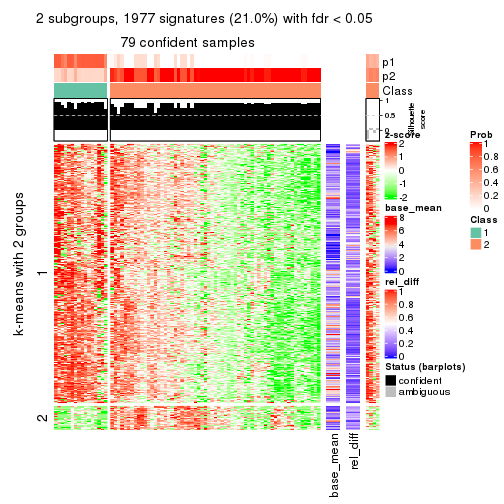 2 subgroups, 1977 signatures (21.0%) with fdr < 0.05
79 confident samples
p1
p2
Class
1
0.5
0
Silhouette
score
k-means with 2 groups
1
2
base_mean
rel_diff
z-score
2
1
0
-1
-2
base_mean
8
6
4
2
0
rel_diff
1
0.8
0.6
0.4
0.2
0
Status (barplots)
confident
ambiguous
Prob
1
0.8
0.6
0.4
0.2
0
Class
1
2